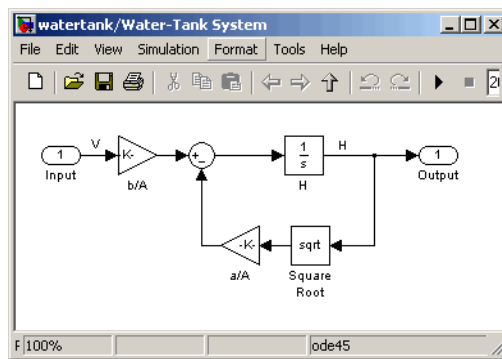 watertank/Water-Tank System
File Edit View Simulation Format Tools Help
1 V K- +- 1/s H 1
Input b/A H Output
-K- sqrt
a/A Square
Root
F 100% ode45